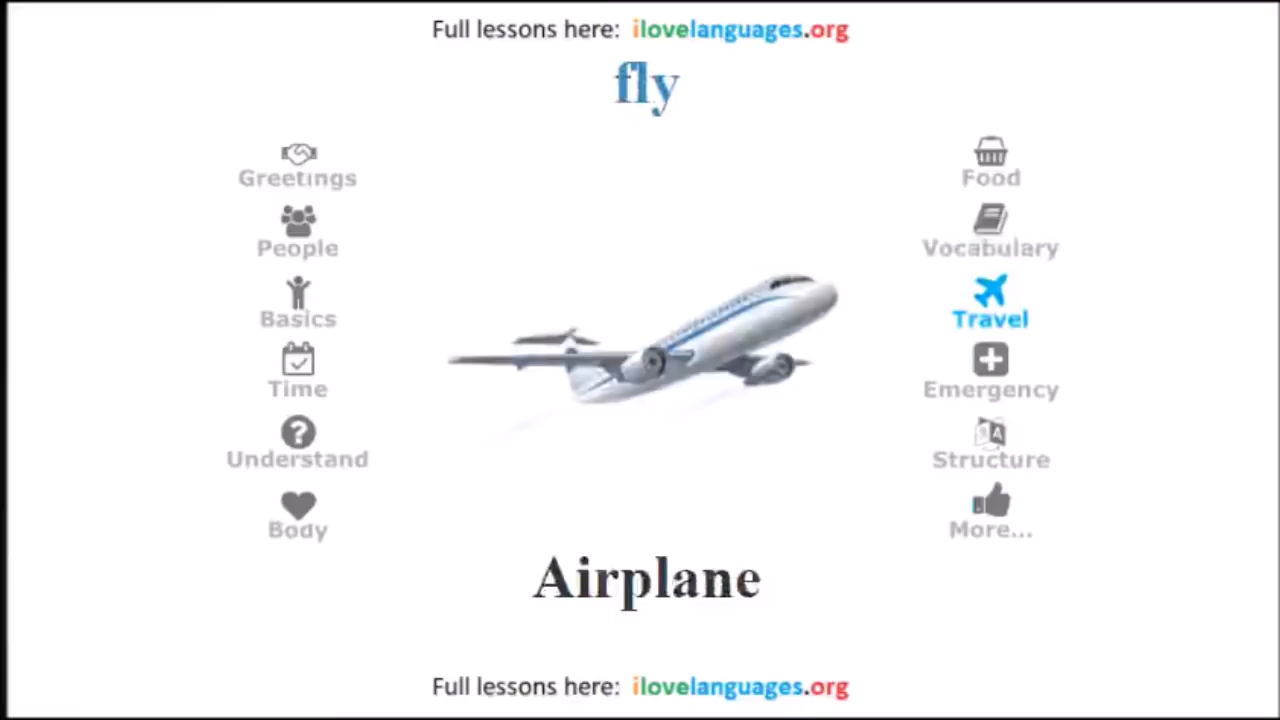 Full lessons here: ilovelanguages.org
fly
Greetings
People
Basics
Time
Understand
Body
Food
Vocabulary
Travel
Emergency
Structure
More...
Airplane
Full lessons here: ilovelanguages.org